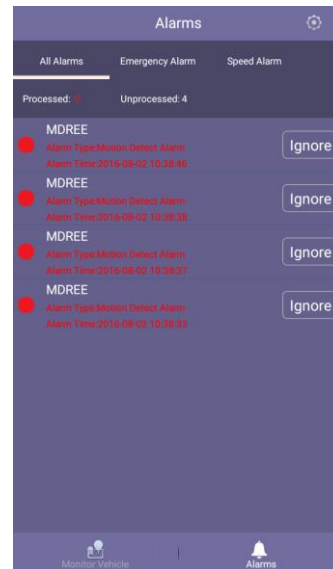 Alarms
All Alarms Emergency Alarm Speed Alarm
Processed: 0 Unprocessed: 4
MDREE
Alarm Type:Motion Detect Alarm
Alarm Time:2016-08-02 10:38:46
Ignore
MDREE
Alarm Type:Motion Detect Alarm
Alarm Time:2016-08-02 10:38:38
Ignore
MDREE
Alarm Type:Motion Detect Alarm
Alarm Time:2016-08-02 10:38:37
Ignore
MDREE
Alarm Type:Motion Detect Alarm
Alarm Time:2016-08-02 10:38:33
Ignore
Monitor Vehicle Alarms